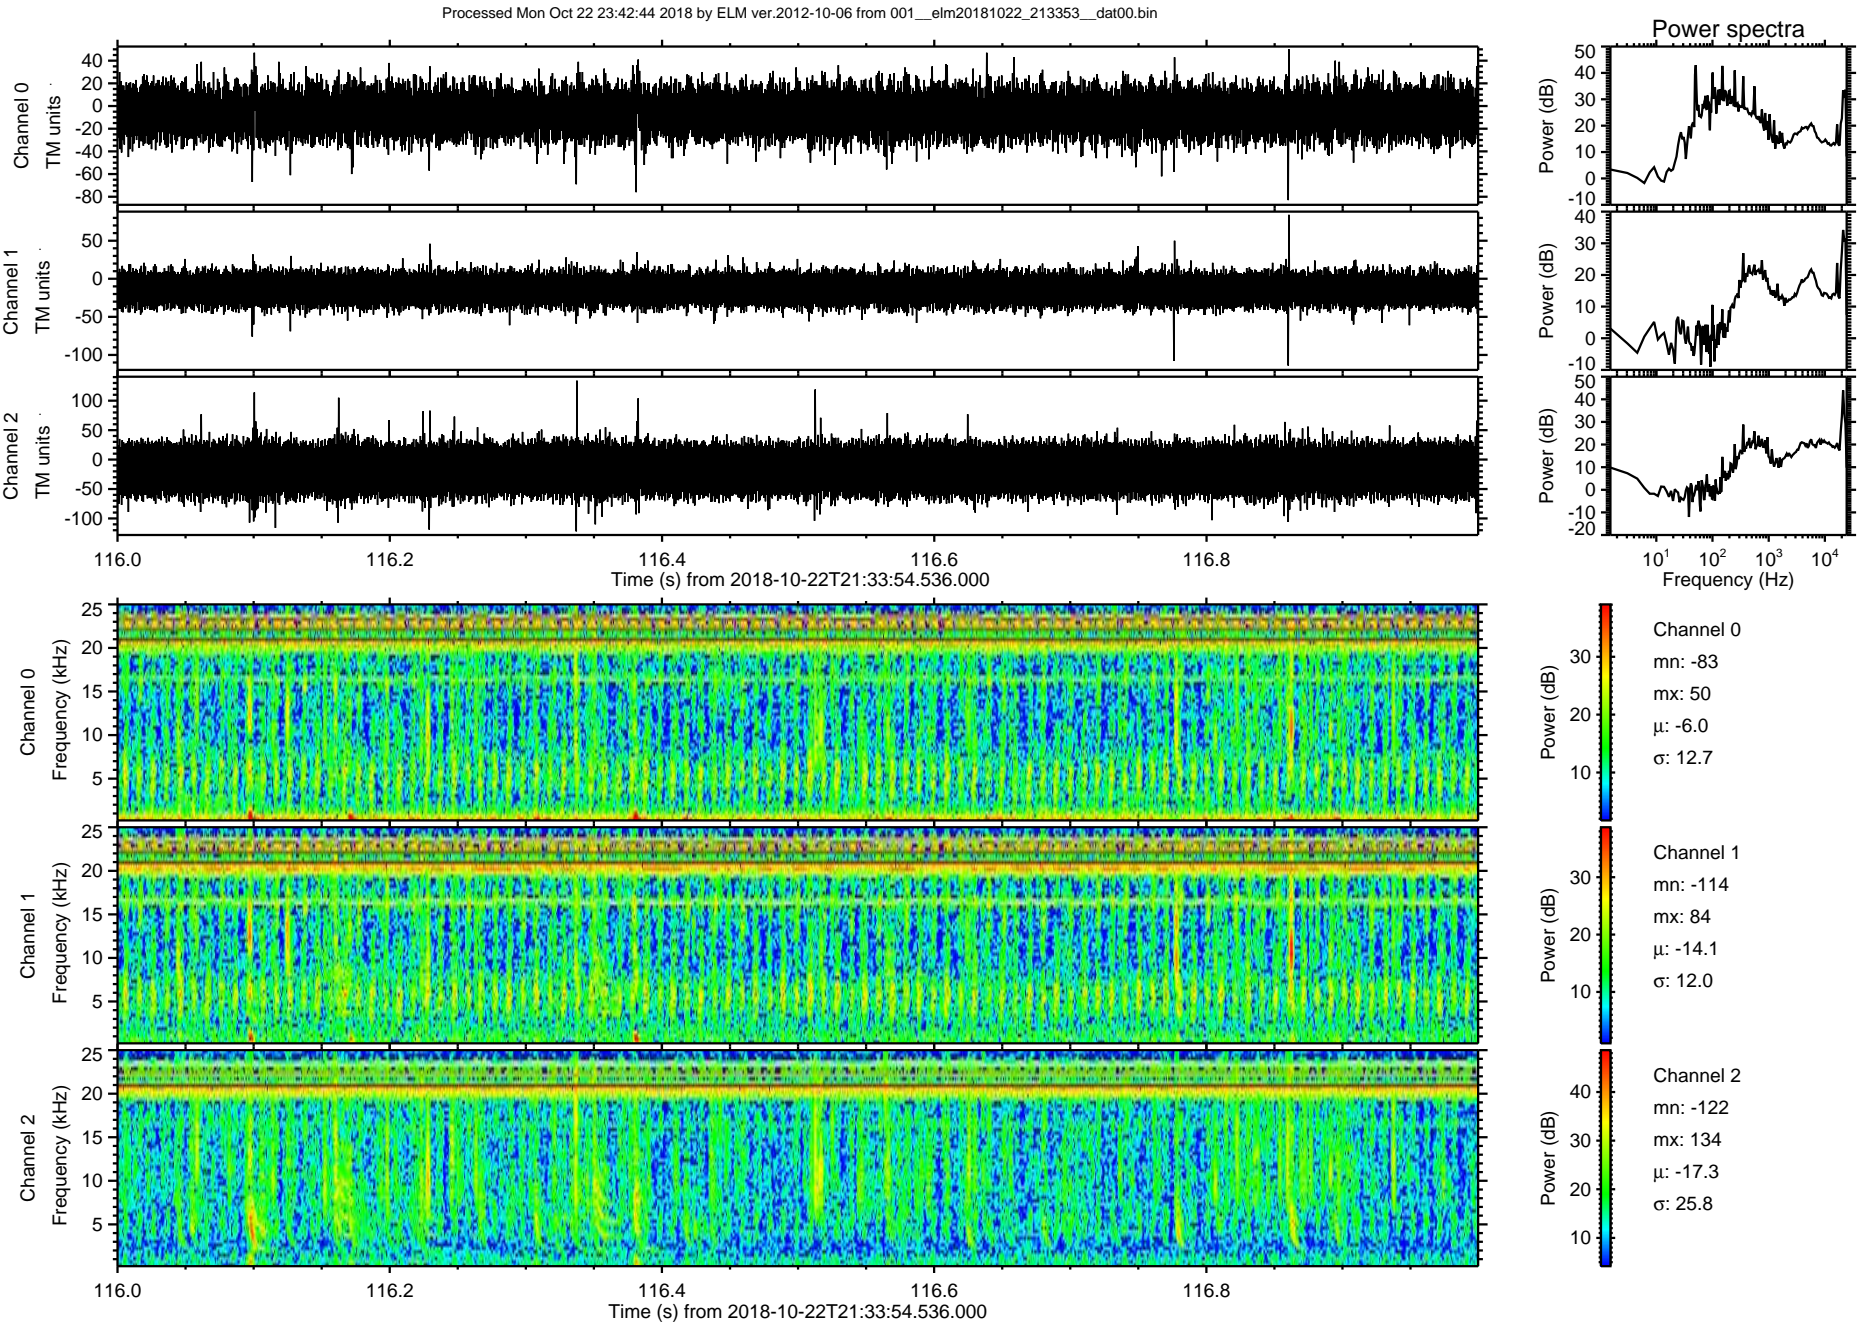 Processed Mon Oct 22 23:42:44 2018 by ELM ver.2012-10-06 from 001__elm20181022_213353__dat00.bin
Power spectra
Channel 0
TM units
40
20
0
-20
-40
-60
-80
Power (dB)
50
40
30
20
10
0
-10
Channel 1
TM units
50
0
-50
-100
Power (dB)
40
30
20
10
0
-10
Channel 2
TM units
100
50
0
-50
-100
Power (dB)
50
40
30
20
10
0
-10
-20
116.0 116.2 116.4 116.6 116.8
Time (s) from 2018-10-22T21:33:54.536.000
10^1 10^2 10^3 10^4
Frequency (Hz)
Channel 0
Frequency (kHz)
25
20
15
10
5
Power (dB)
30
20
10
Channel 0
mn: -83
mx: 50
μ: -6.0
σ: 12.7
Channel 1
Frequency (kHz)
25
20
15
10
5
Power (dB)
30
20
10
Channel 1
mn: -114
mx: 84
μ: -14.1
σ: 12.0
Channel 2
Frequency (kHz)
25
20
15
10
5
Power (dB)
40
30
20
10
Channel 2
mn: -122
mx: 134
μ: -17.3
σ: 25.8
116.0 116.2 116.4 116.6 116.8
Time (s) from 2018-10-22T21:33:54.536.000